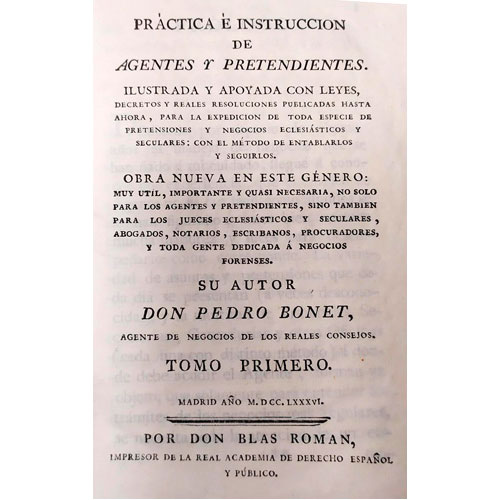 PRÁCTICA É INSTRUCCION
DE
AGENTES Y PRETENDIENTES.
ILUSTRADA Y APOYADA CON LEYES,
DECRETOS Y REALES RESOLUCIONES PUBLICADAS HASTA
AHORA, PARA LA EXPEDICION DE TODA ESPECIE DE
PRETENSIONES Y NEGOCIOS ECLESIÁSTICOS Y
SECULARES: CON EL MÉTODO DE ENTABLARLOS
Y SEGUIRLOS.
OBRA NUEVA EN ESTE GÉNERO:
MUY UTIL, IMPORTANTE Y QUASI NECESARIA, NO SOLO
PARA LOS AGENTES Y PRETENDIENTES, SINO TAMBIEN
PARA LOS JUECES ECLESIÁSTICOS Y SECULARES,
ABOGADOS, NOTARIOS, ESCRIBANOS, PROCURADORES,
Y TODA GENTE DEDICADA Á NEGOCIOS
FORENSES.
SU AUTOR
DON PEDRO BONET,
AGENTE DE NEGOCIOS DE LOS REALES CONSEJOS.
TOMO PRIMERO.
MADRID AÑO M.DCC.LXXXVI.
POR DON BLAS ROMAN,
IMPRESOR DE LA REAL ACADEMIA DE DERECHO ESPAÑOL
Y PÚBLICO.